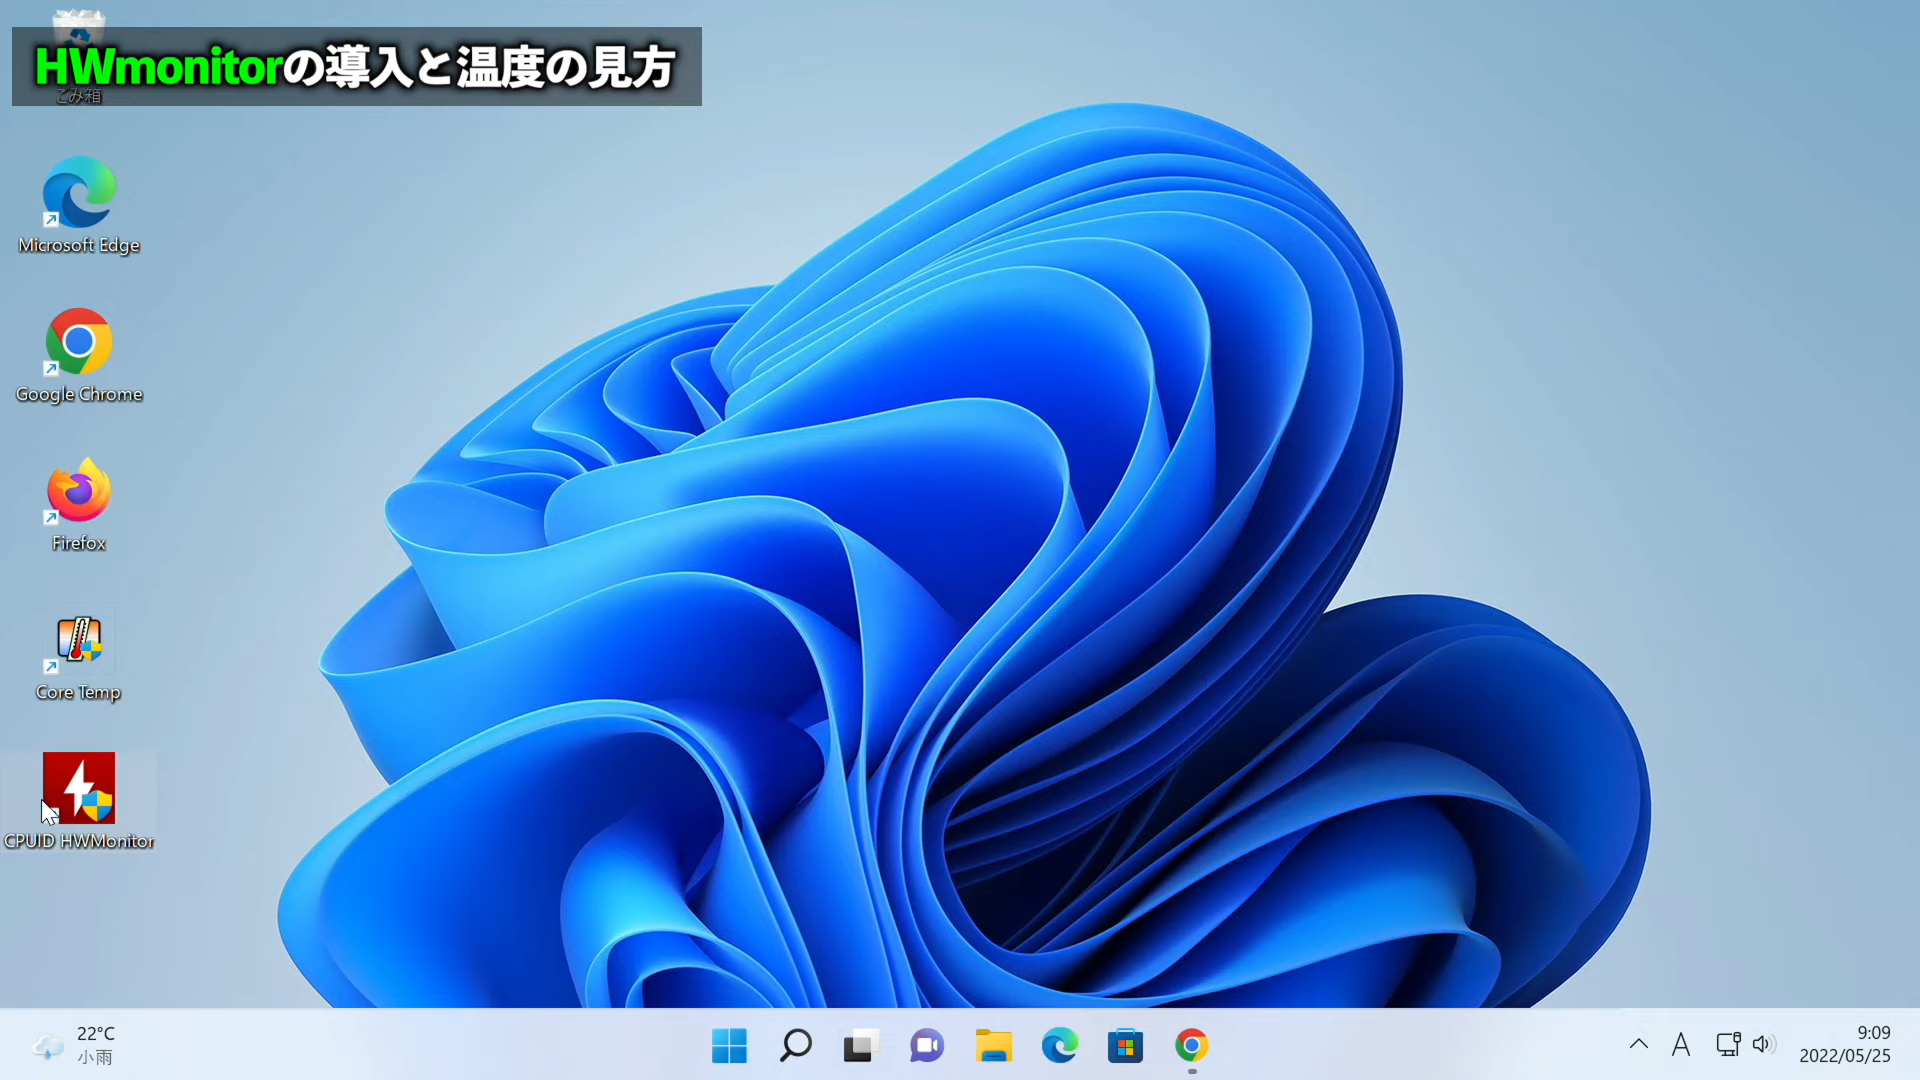 HWmonitorの導入と温度の見方
ごみ箱
Microsoft Edge
Google Chrome
Firefox
Core Temp
CPUID HWMonitor
22°C
小雨
A
9:09
2022/05/25